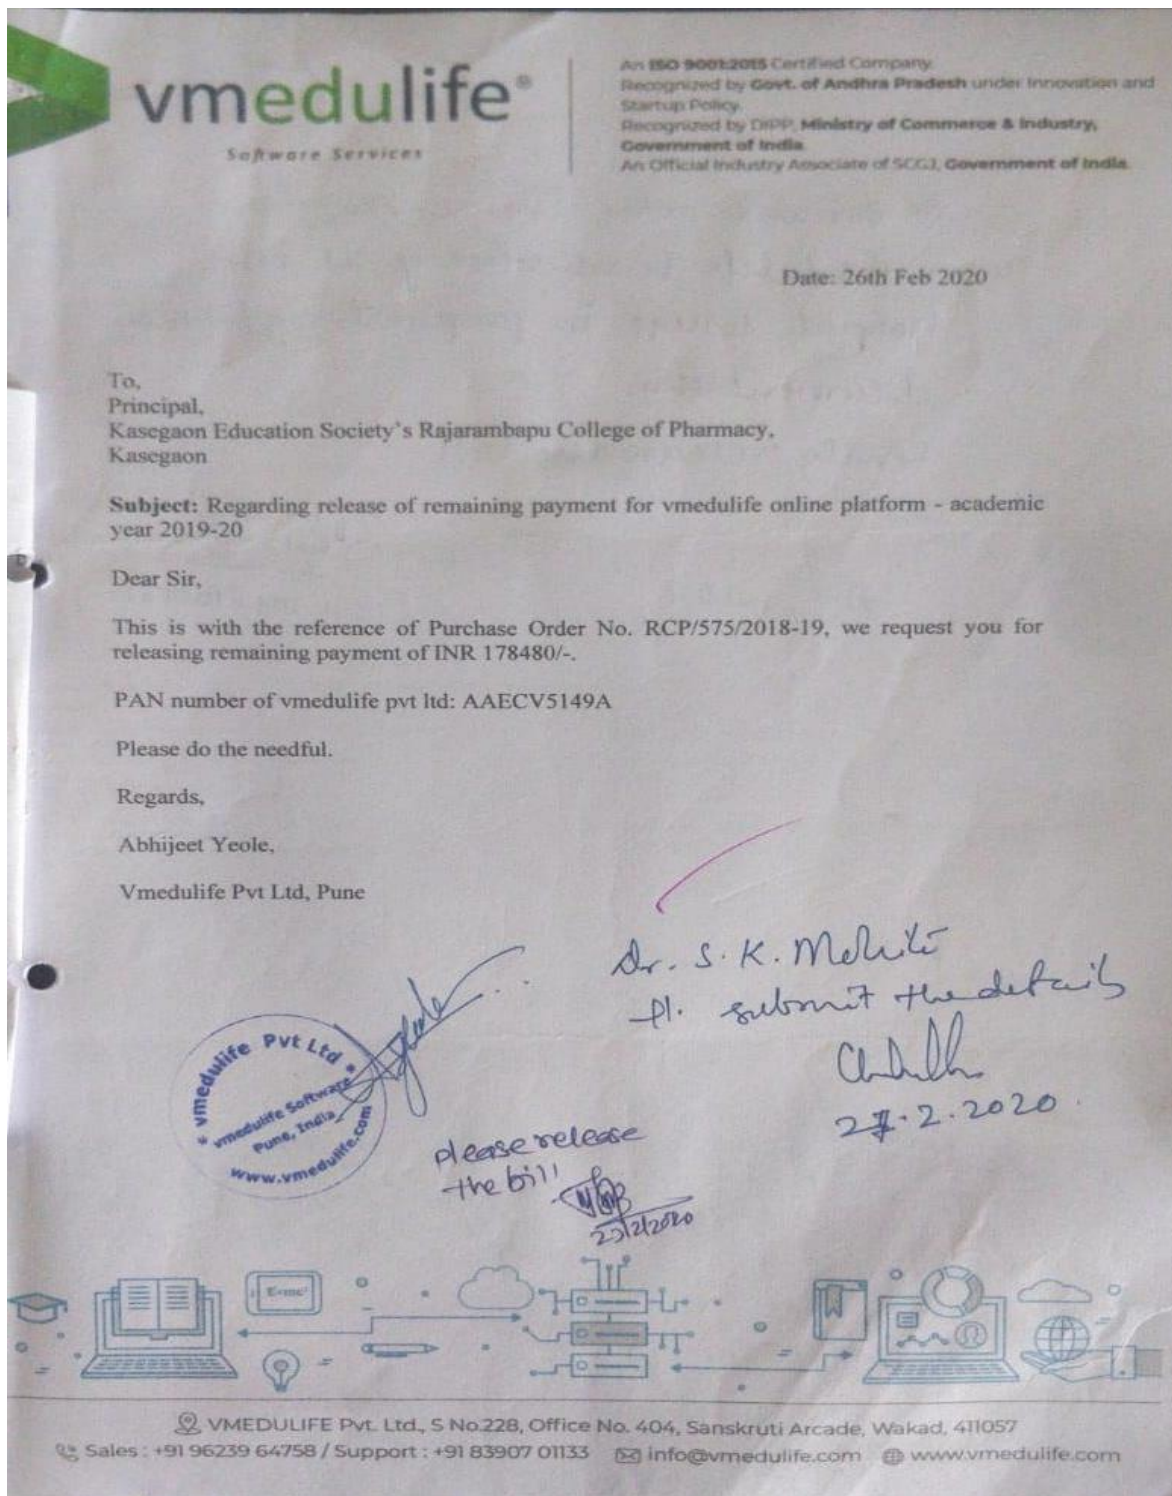 vmedulife®
Software Services
An ISO 9001:2015 Certified Company.
Recognized by Govt. of Andhra Pradesh under Innovation and
Startup Policy.
Recognized by DIPP, Ministry of Commerce & Industry,
Government of India.
An Official Industry Associate of SCGJ, Government of India.
Date: 26th Feb 2020
To,
Principal,
Kasegaon Education Society's Rajarambapu College of Pharmacy,
Kasegaon
Subject: Regarding release of remaining payment for vmedulife online platform - academic
year 2019-20
Dear Sir,
This is with the reference of Purchase Order No. RCP/575/2018-19, we request you for
releasing remaining payment of INR 178480/-.
PAN number of vmedulife pvt ltd: AAECV5149A
Please do the needful.
Regards,
Abhijeet Yeole,
Vmedulife Pvt Ltd, Pune
Dr. S. K. Mohite
Pl. submit the details
27.2.2020
* vmedulife Pvt Ltd *
vmedulife Software
Pune, India
www.vmedulife.com
please release
the bill
E=mc²
VMEDULIFE Pvt. Ltd., S No.228, Office No. 404, Sanskruti Arcade, Wakad, 411057
Sales : +91 96239 64758 / Support : +91 83907 01133 info@vmedulife.com www.vmedulife.com